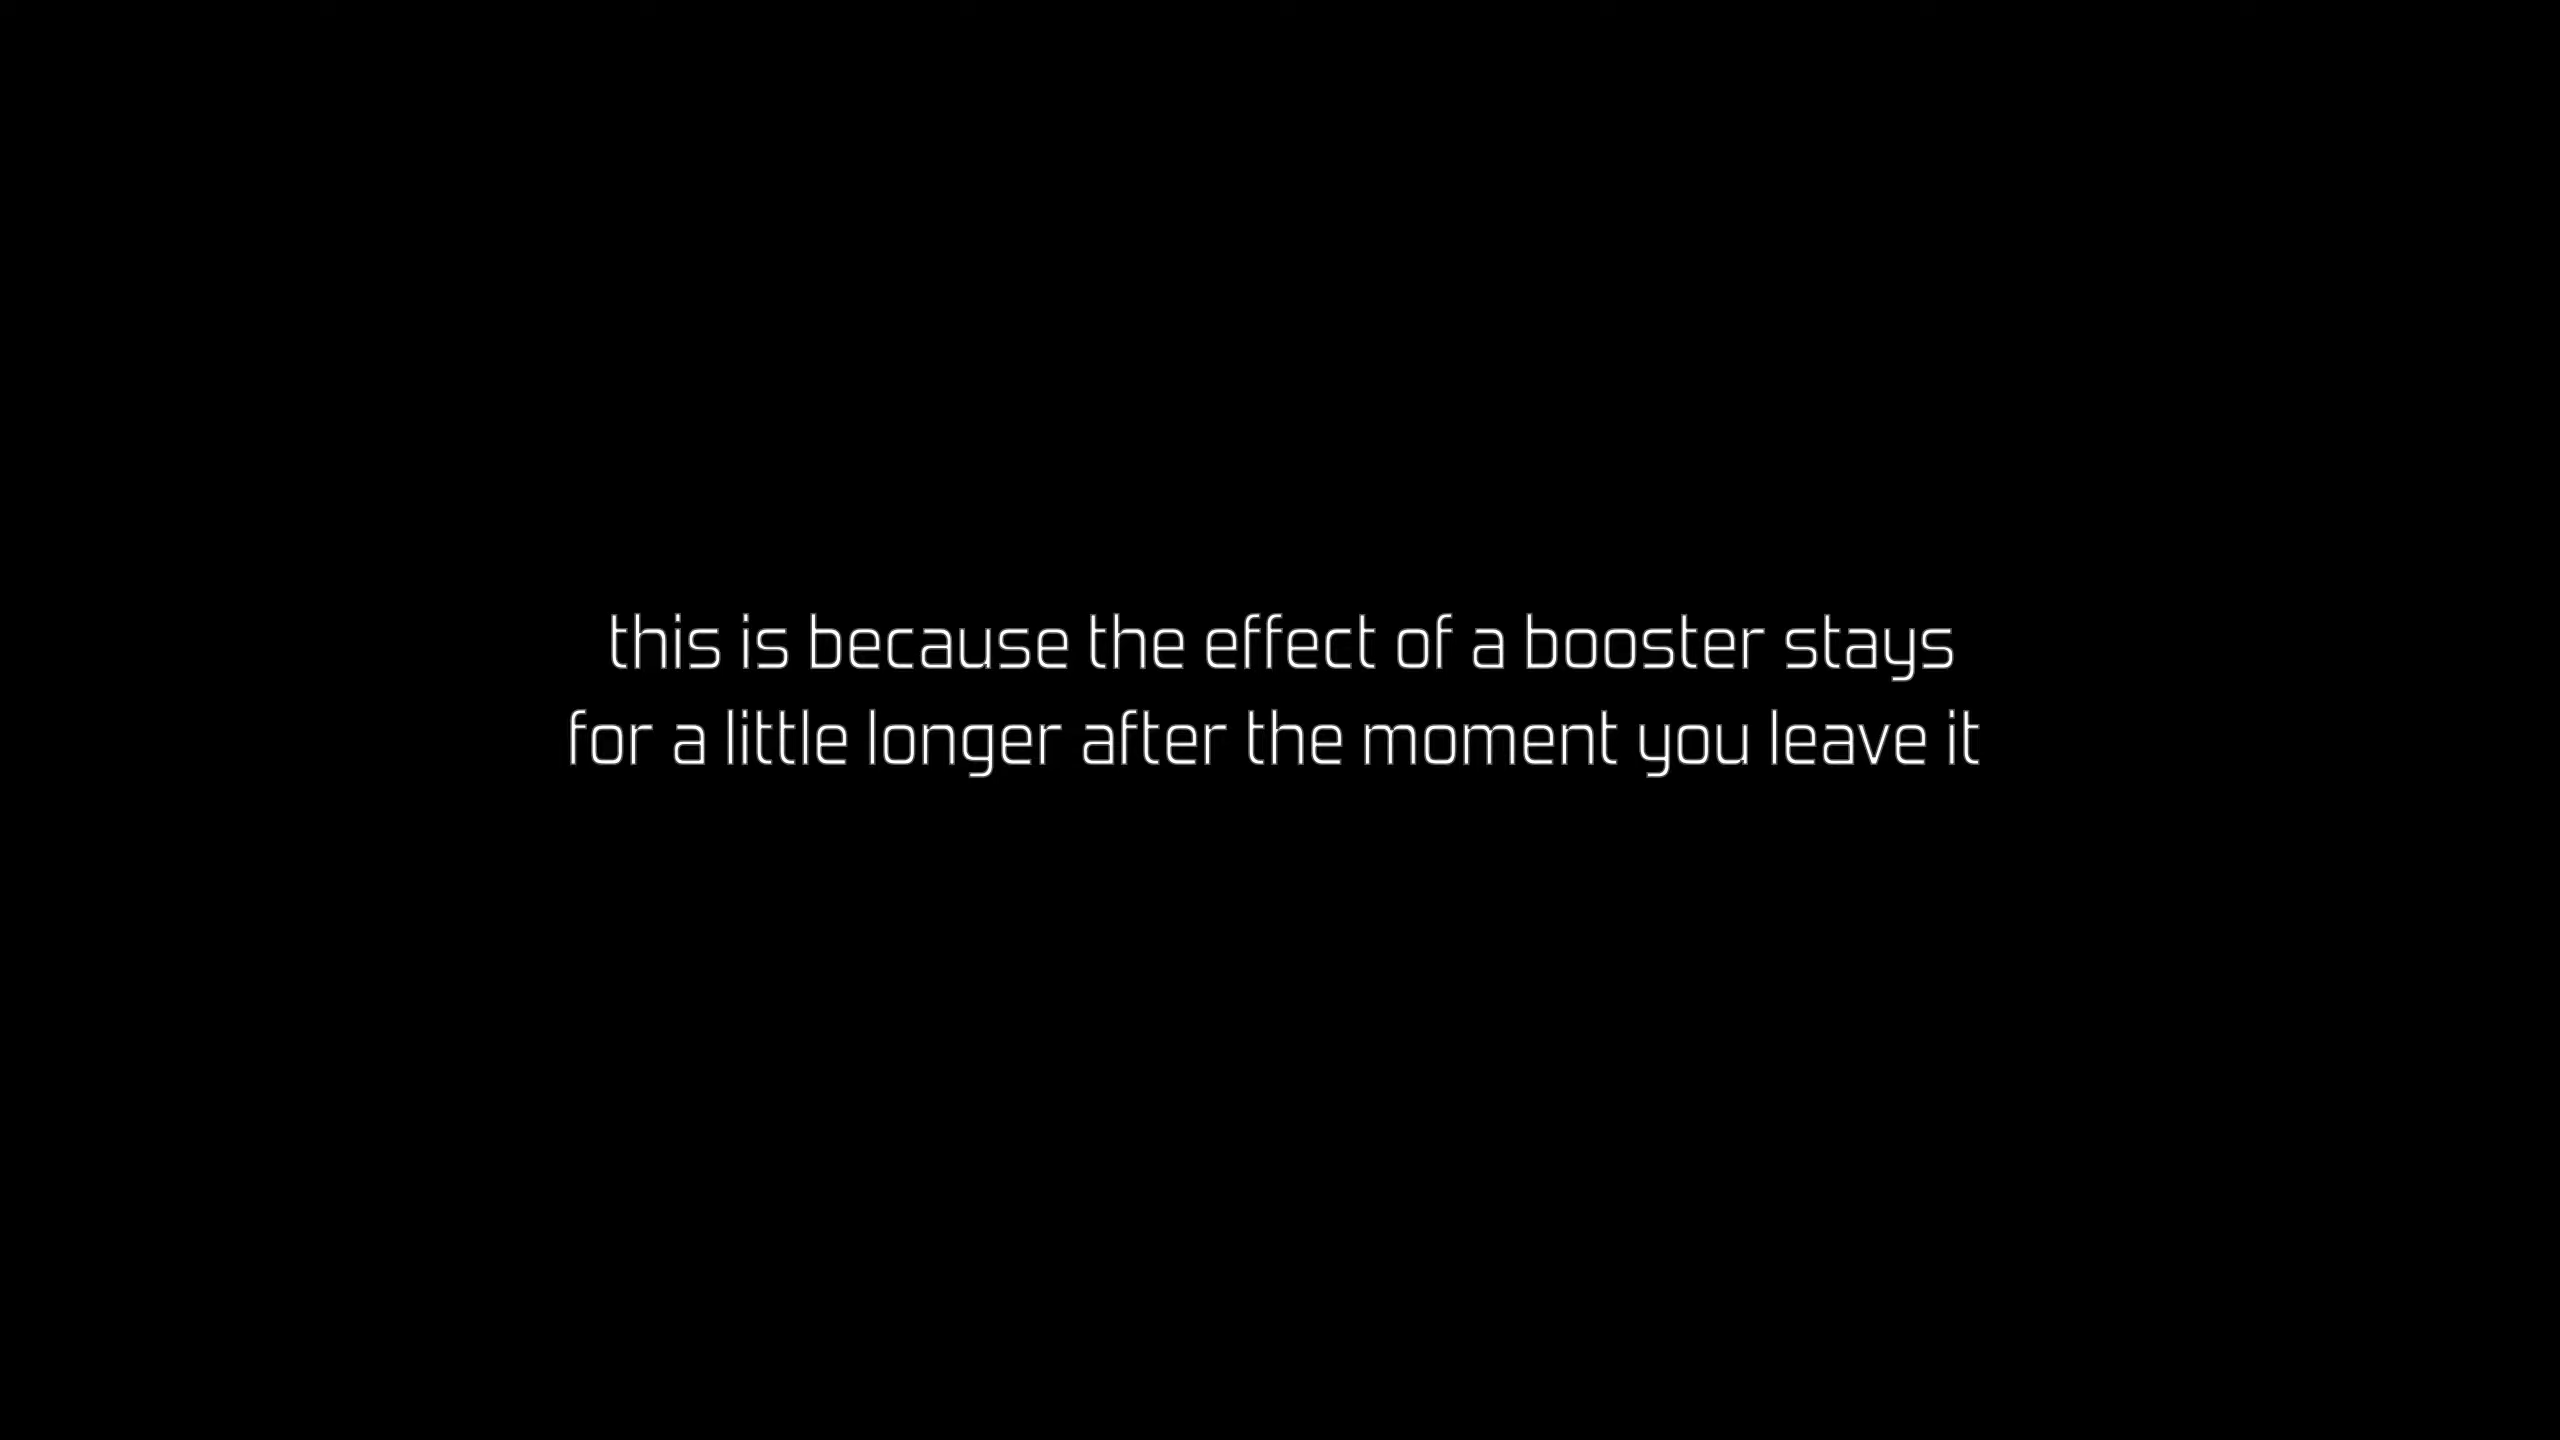 this is because the effect of a booster stays
for a little longer after the moment you leave it